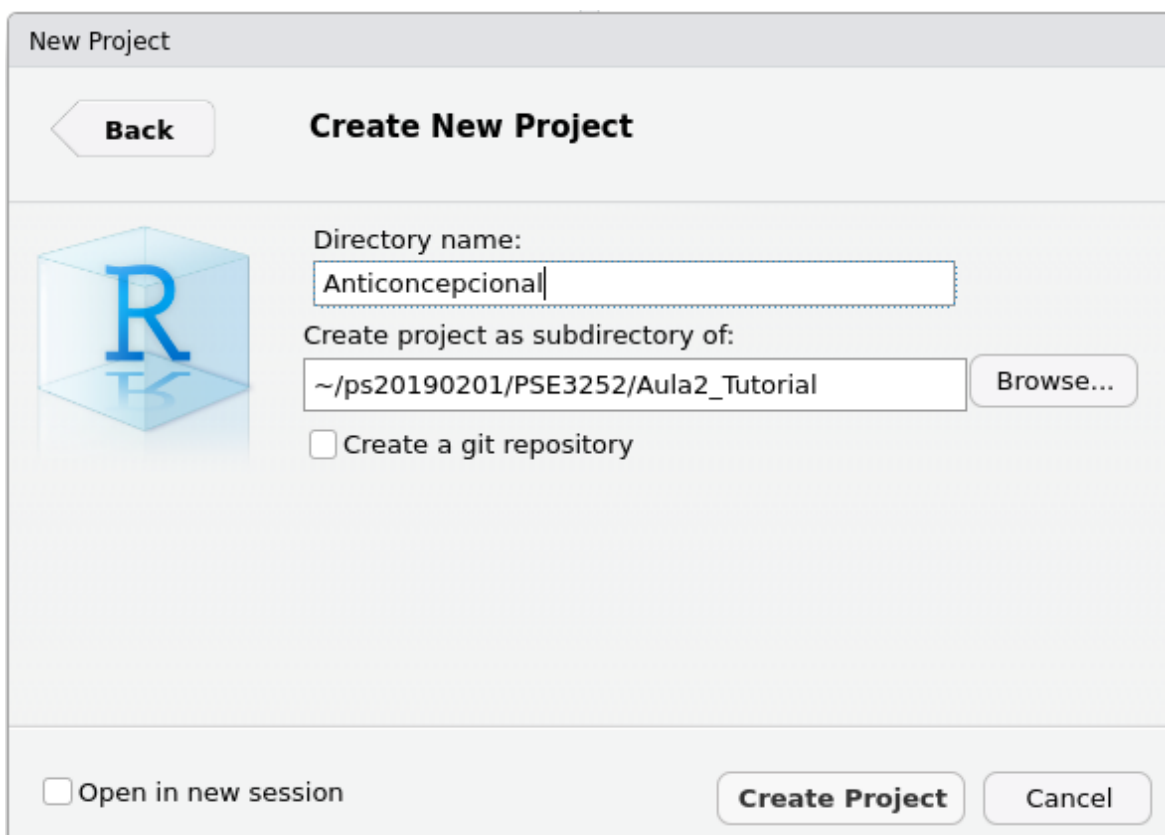 New Project
Back
Create New Project
R
Directory name:
Anticoncepcional
Create project as subdirectory of:
~/ps20190201/PSE3252/Aula2_Tutorial
Browse...
Create a git repository
Open in new session
Create Project
Cancel